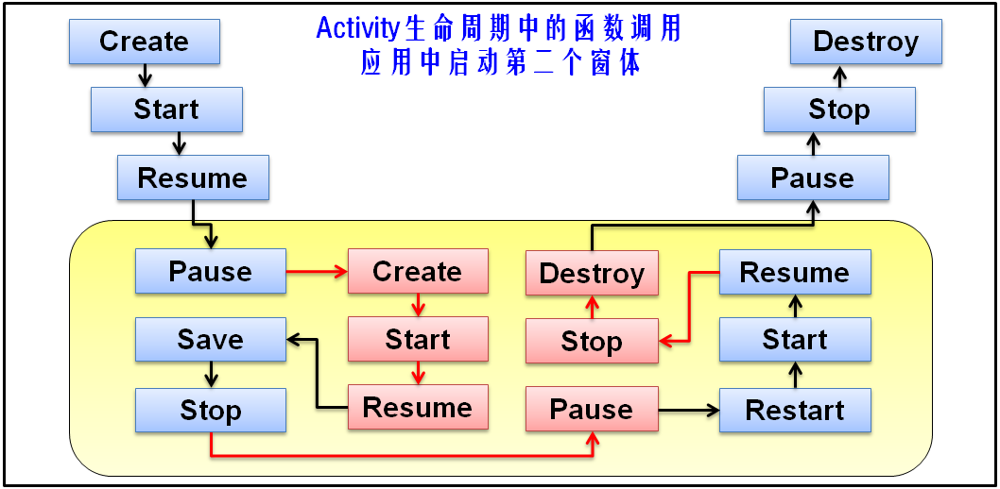 Activity生命周期中的函数调用
应用中启动第二个窗体
Create
Start
Resume
Pause
Create
Start
Resume
Save
Stop
Pause
Restart
Start
Resume
Stop
Destroy
Pause
Stop
Destroy